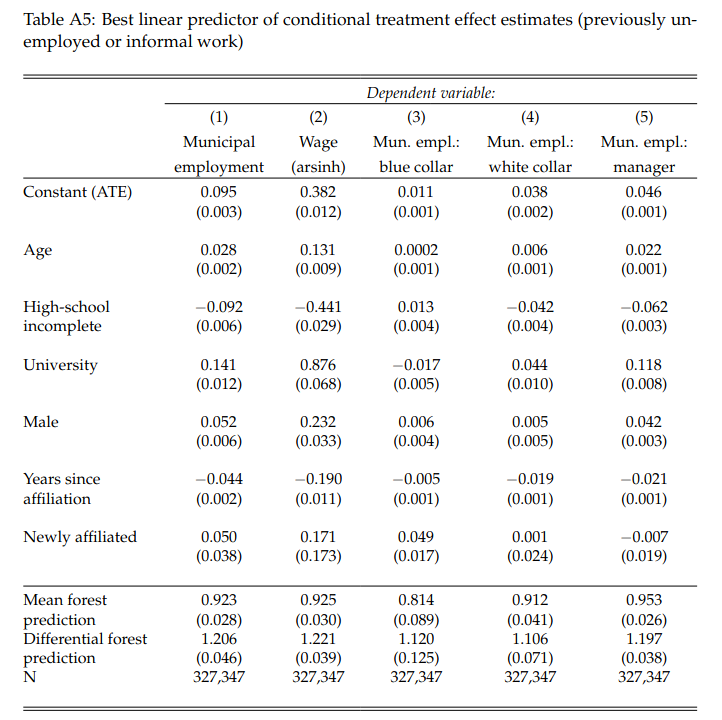 Table A5: Best linear predictor of conditional treatment effect estimates (previously un-
employed or informal work)
Dependent variable:
(1) (2) (3) (4) (5)
Municipal Wage Mun. empl.: Mun. empl.: Mun. empl.:
employment (arsinh) blue collar white collar manager
Constant (ATE) 0.095 0.382 0.011 0.038 0.046
(0.003) (0.012) (0.001) (0.002) (0.001)
Age 0.028 0.131 0.0002 0.006 0.022
(0.002) (0.009) (0.001) (0.001) (0.001)
High-school −0.092 −0.441 0.013 −0.042 −0.062
incomplete (0.006) (0.029) (0.004) (0.004) (0.003)
University 0.141 0.876 −0.017 0.044 0.118
(0.012) (0.068) (0.005) (0.010) (0.008)
Male 0.052 0.232 0.006 0.005 0.042
(0.006) (0.033) (0.004) (0.005) (0.003)
Years since −0.044 −0.190 −0.005 −0.019 −0.021
affiliation (0.002) (0.011) (0.001) (0.001) (0.001)
Newly affiliated 0.050 0.171 0.049 0.001 −0.007
(0.038) (0.173) (0.017) (0.024) (0.019)
Mean forest 0.923 0.925 0.814 0.912 0.953
prediction (0.028) (0.030) (0.089) (0.041) (0.026)
Differential forest 1.206 1.221 1.120 1.106 1.197
prediction (0.046) (0.039) (0.125) (0.071) (0.038)
N 327,347 327,347 327,347 327,347 327,347